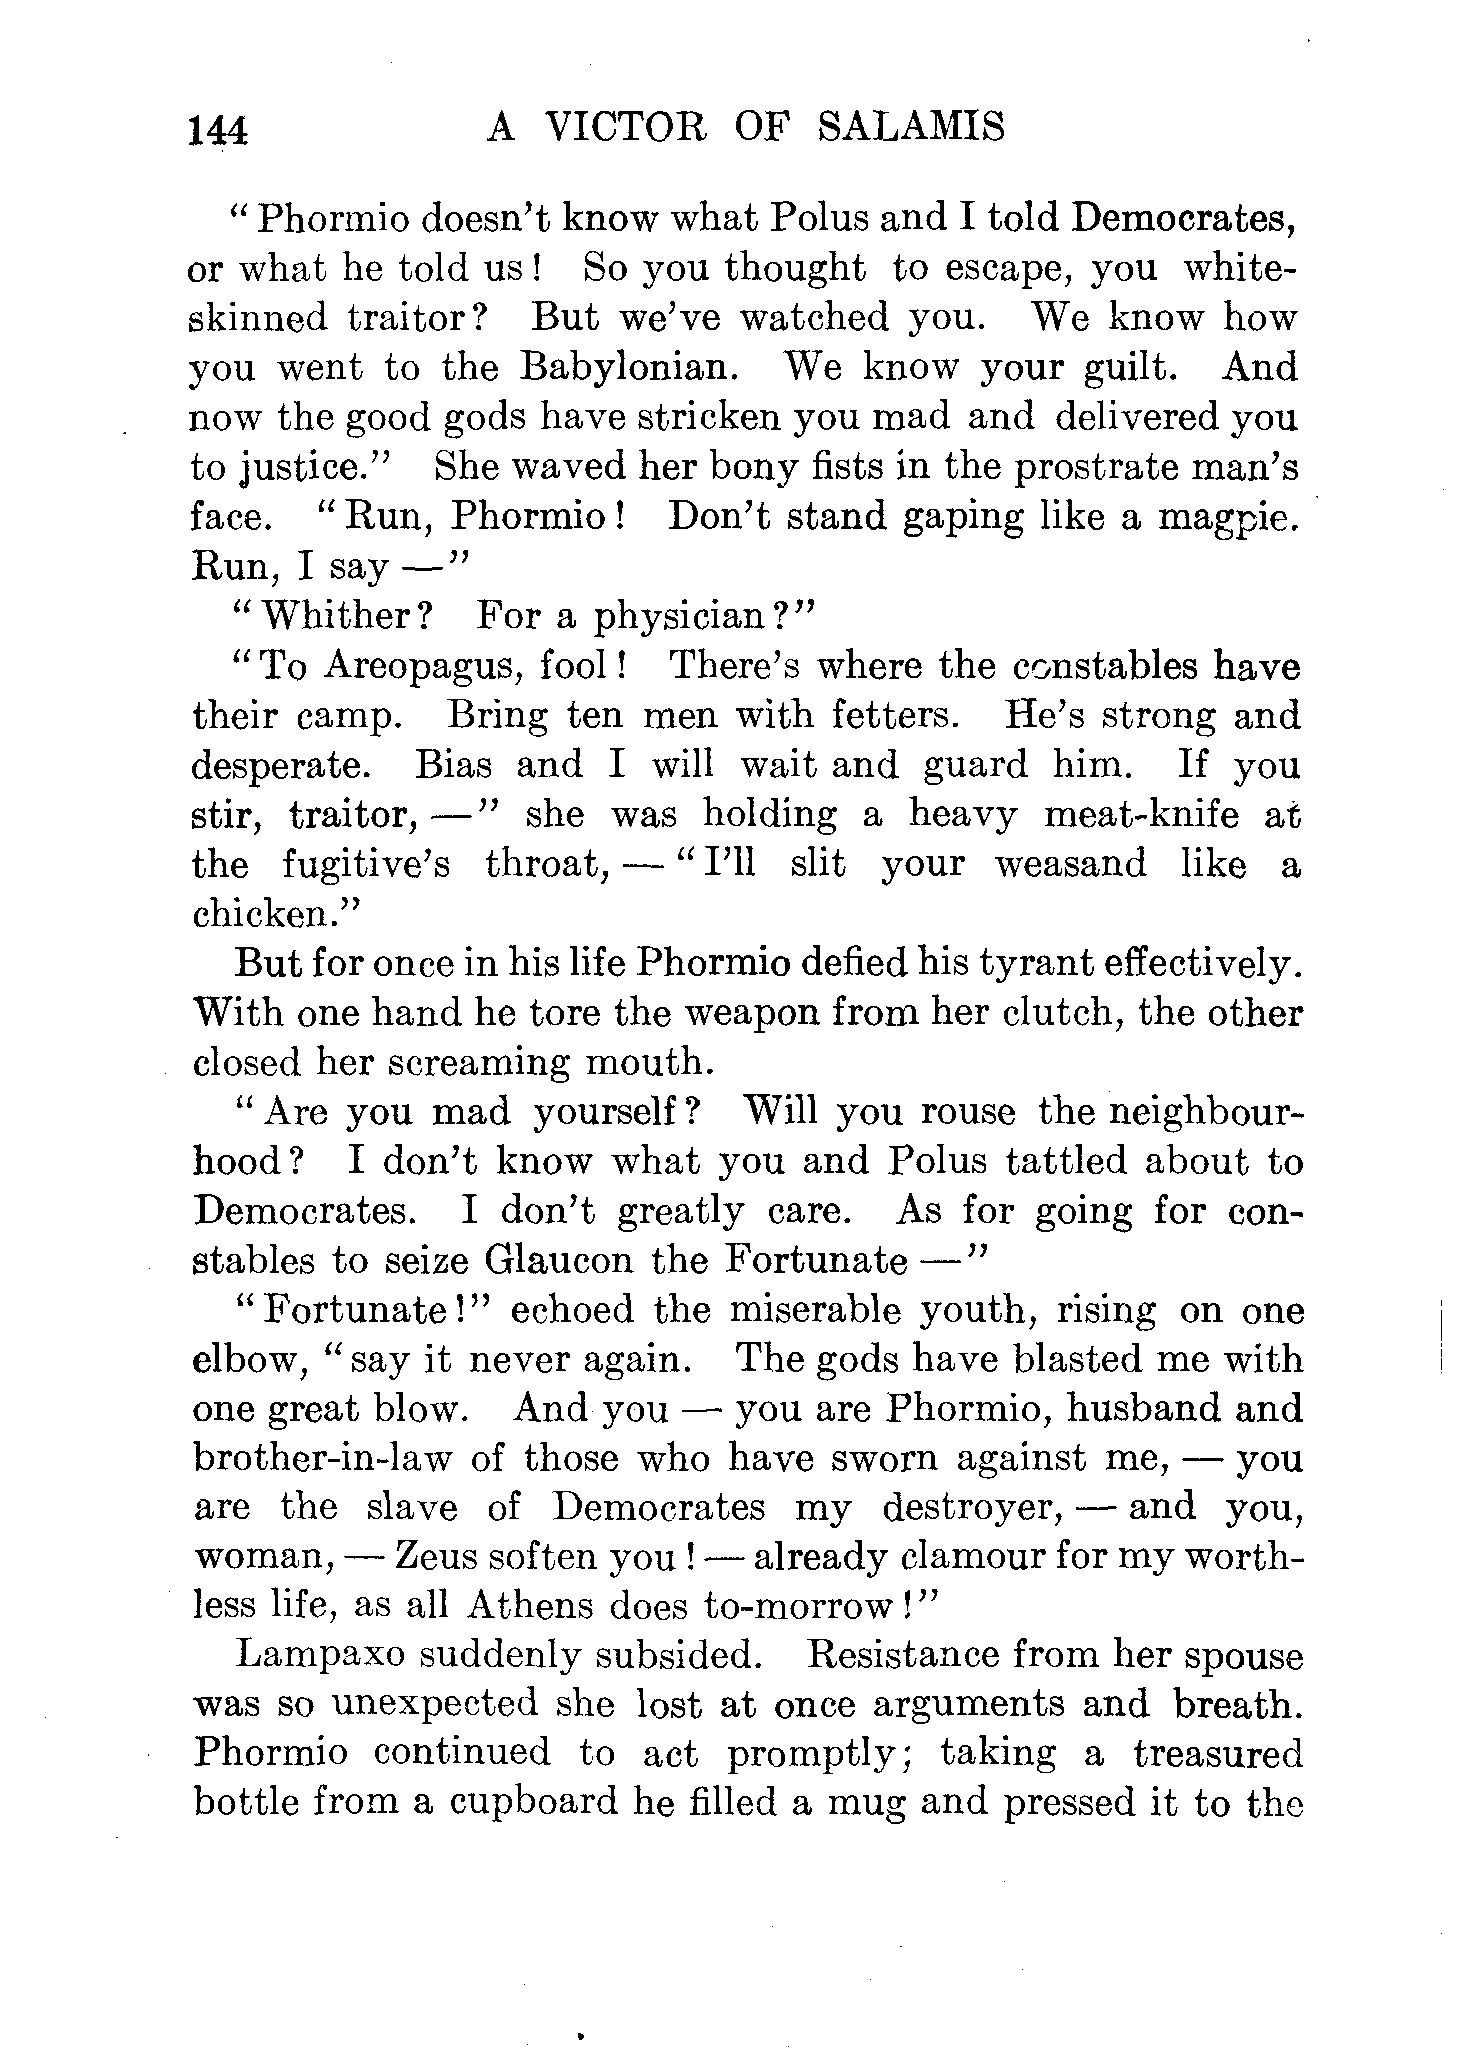 144 A VICTOR OF SALAMIS
“Phormio doesn’t know what Polus and I told Democrates,
or what he told us! So you thought to escape, you white-
skinned traitor? But we’ve watched you. We know how
you went to the Babylonian. We know your guilt. And
now the good gods have stricken you mad and delivered you
to justice.” She waved her bony fists in the prostrate man’s
face. “Run, Phormio! Don’t stand gaping like a magpie.
Run, I say —”
“Whither? For a physician?”
“To Areopagus, fool! There’s where the constables have
their camp. Bring ten men with fetters. He’s strong and
desperate. Bias and I will wait and guard him. If you
stir, traitor, —” she was holding a heavy meat-knife at
the fugitive’s throat, — “I’ll slit your weasand like a
chicken.”
But for once in his life Phormio defied his tyrant effectively.
With one hand he tore the weapon from her clutch, the other
closed her screaming mouth.
“Are you mad yourself? Will you rouse the neighbour-
hood? I don’t know what you and Polus tattled about to
Democrates. I don’t greatly care. As for going for con-
stables to seize Glaucon the Fortunate —”
“Fortunate!” echoed the miserable youth, rising on one
elbow, “say it never again. The gods have blasted me with
one great blow. And you — you are Phormio, husband and
brother-in-law of those who have sworn against me, — you
are the slave of Democrates my destroyer, — and you,
woman, — Zeus soften you! — already clamour for my worth-
less life, as all Athens does to-morrow!”
Lampaxo suddenly subsided. Resistance from her spouse
was so unexpected she lost at once arguments and breath.
Phormio continued to act promptly; taking a treasured
bottle from a cupboard he filled a mug and pressed it to the